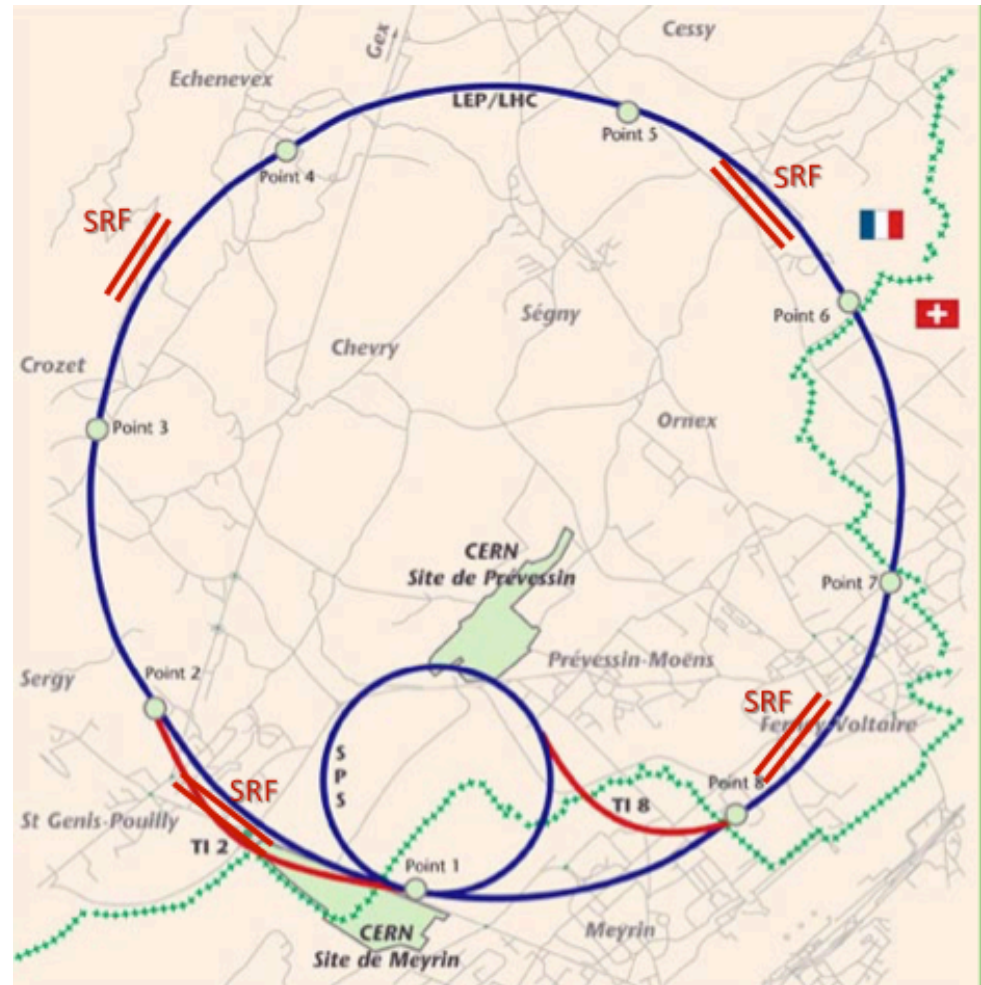 Cessy
Gex
Echenevex
LEP/LHC
Point 5
Point 4
SRF
SRF
Point 6
Ségny
Chevry
Crozet
Point 3
Ornex
CERN
Site de Prévessin
Point 7
Prévessin-Moëns
Point 2
Sergy
SRF
Ferney-Voltaire
SPS
Point 8
SRF
TI 8
St Genis-Pouilly
TI 2
Point 1
Meyrin
CERN
Site de Meyrin